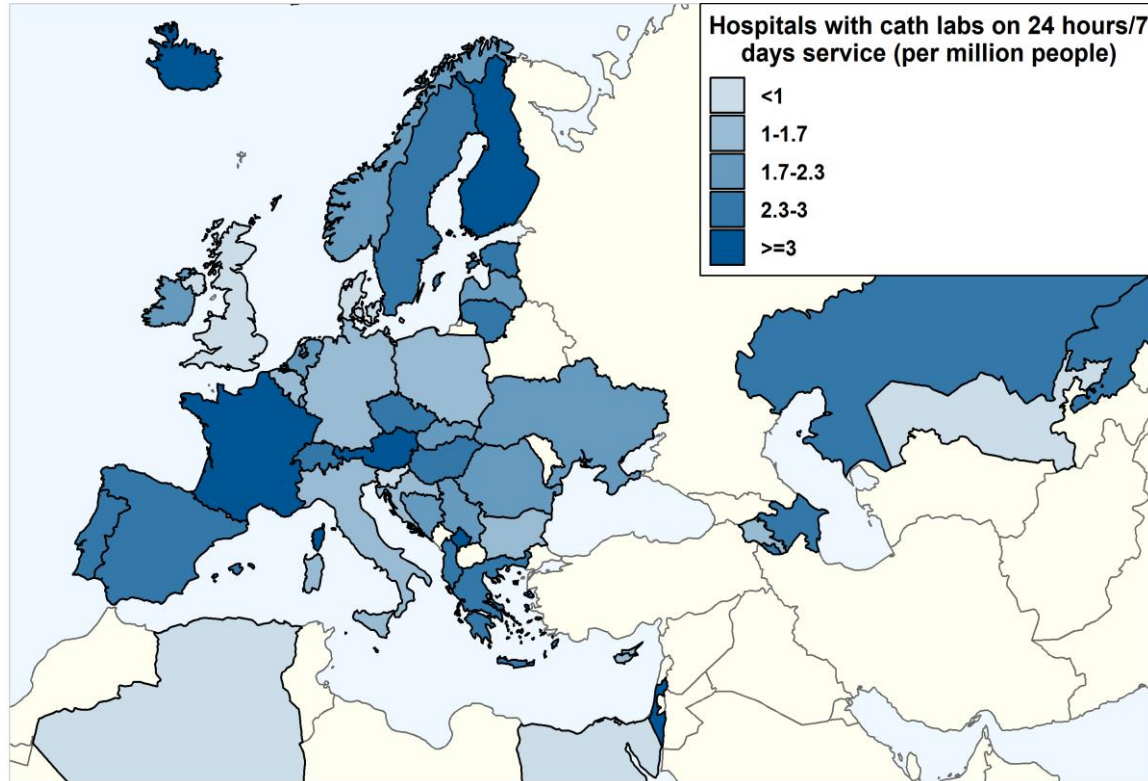 Hospitals with cath labs on 24 hours/7
days service (per million people)
<1
1-1.7
1.7-2.3
2.3-3
>=3